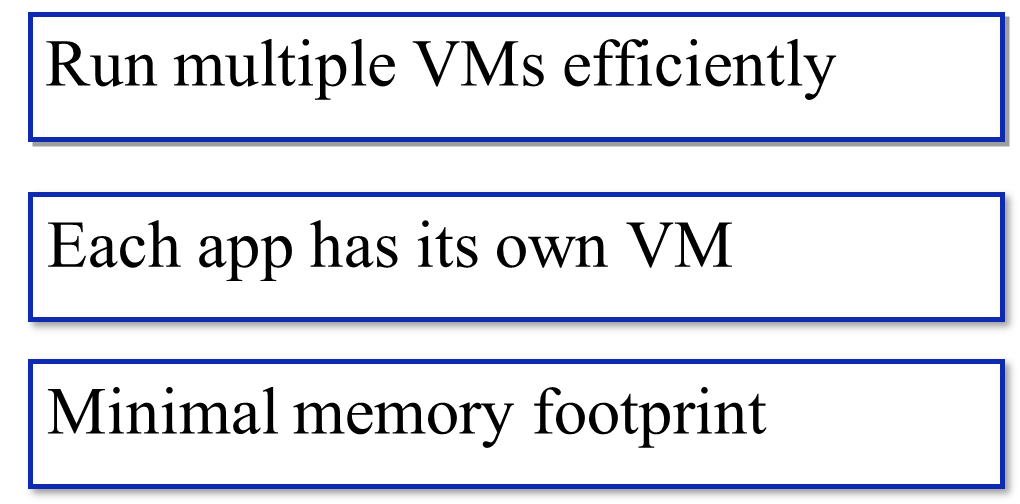 Run multiple VMs efficiently
Each app has its own VM
Minimal memory footprint